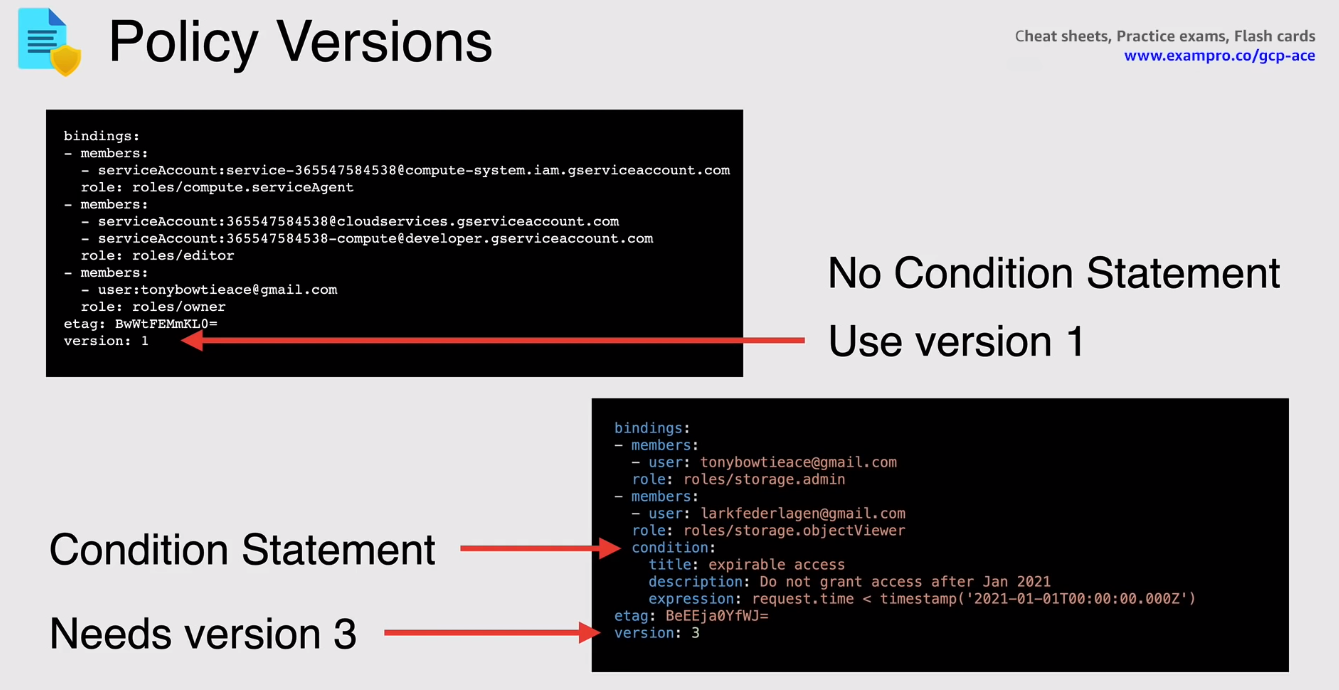 Policy Versions
Cheat sheets, Practice exams, Flash cards
www.exampro.co/gcp-ace
bindings:
- members:
  - serviceAccount:service-365547584538@compute-system.iam.gserviceaccount.com
  role: roles/compute.serviceAgent
- members:
  - serviceAccount:365547584538@cloudservices.gserviceaccount.com
  - serviceAccount:365547584538-compute@developer.gserviceaccount.com
  role: roles/editor
- members:
  - user:tonybowtieace@gmail.com
  role: roles/owner
etag: BwWtFEMmKL0=
version: 1
No Condition Statement
Use version 1
bindings:
- members:
  - user: tonybowtieace@gmail.com
  role: roles/storage.admin
- members:
  - user: larkfederlagen@gmail.com
  role: roles/storage.objectViewer
  condition:
    title: expirable access
    description: Do not grant access after Jan 2021
    expression: request.time < timestamp('2021-01-01T00:00:00.000Z')
etag: BeEEja0YfWJ=
version: 3
Condition Statement
Needs version 3